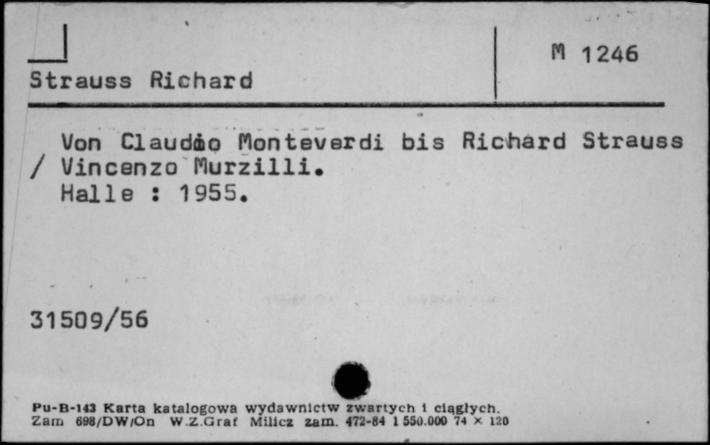 M 1246
Strauss Richard
Von Claudio Monteverdi bis Richard Strauss
/ Vincenzo Murzilli.
Halle : 1955.
31509/56
Pu-B-143 Karta katalogowa wydawnictw zwartych i ciągłych.
Zam 698/DW/On W.Z.Graf Milicz zam. 472-84 1 550.000 74 × 120